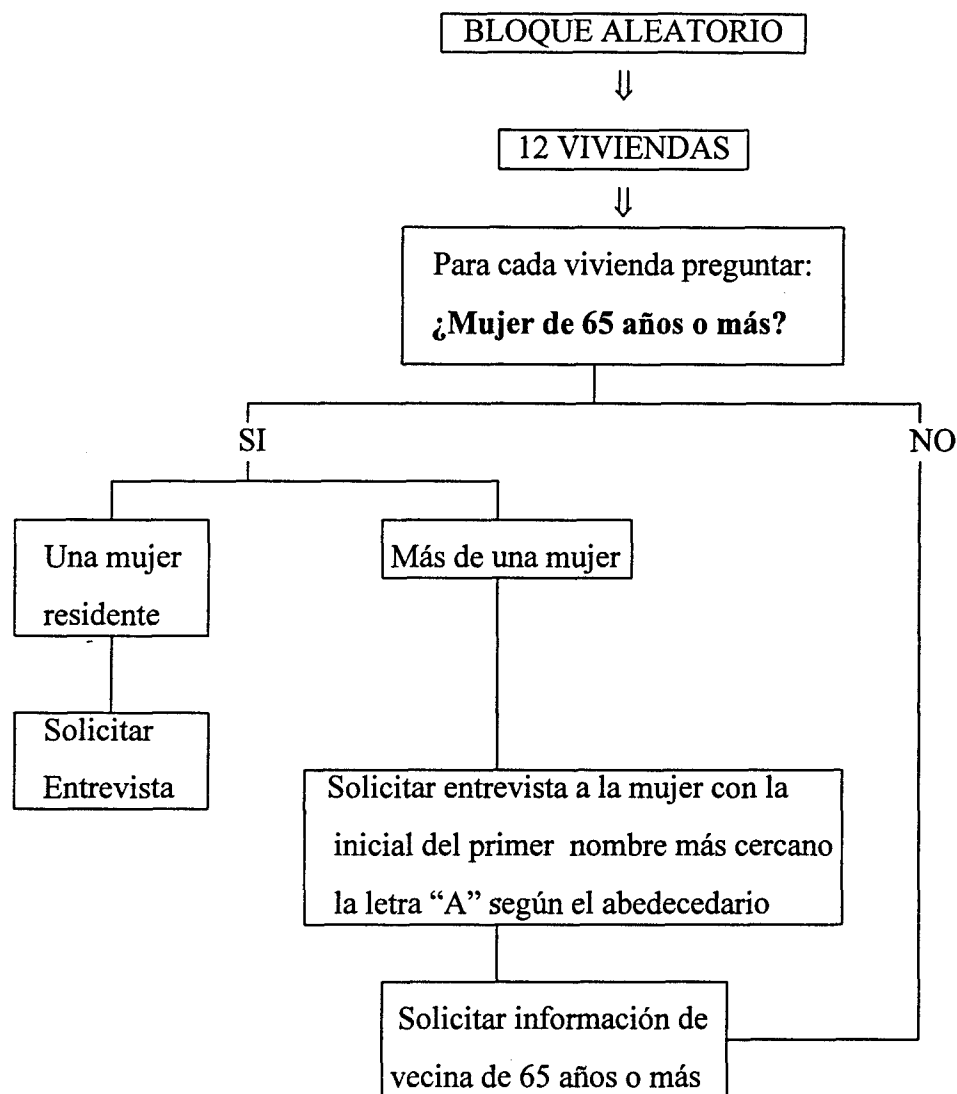 BLOQUE ALEATORIO
⇓
12 VIVIENDAS
⇓
Para cada vivienda preguntar:
¿Mujer de 65 años o más?
SI
NO
Una mujer
residente
Más de una mujer
Solicitar
Entrevista
Solicitar entrevista a la mujer con la
inicial del primer nombre más cercano
la letra “A” según el abedecedario
Solicitar información de
vecina de 65 años o más